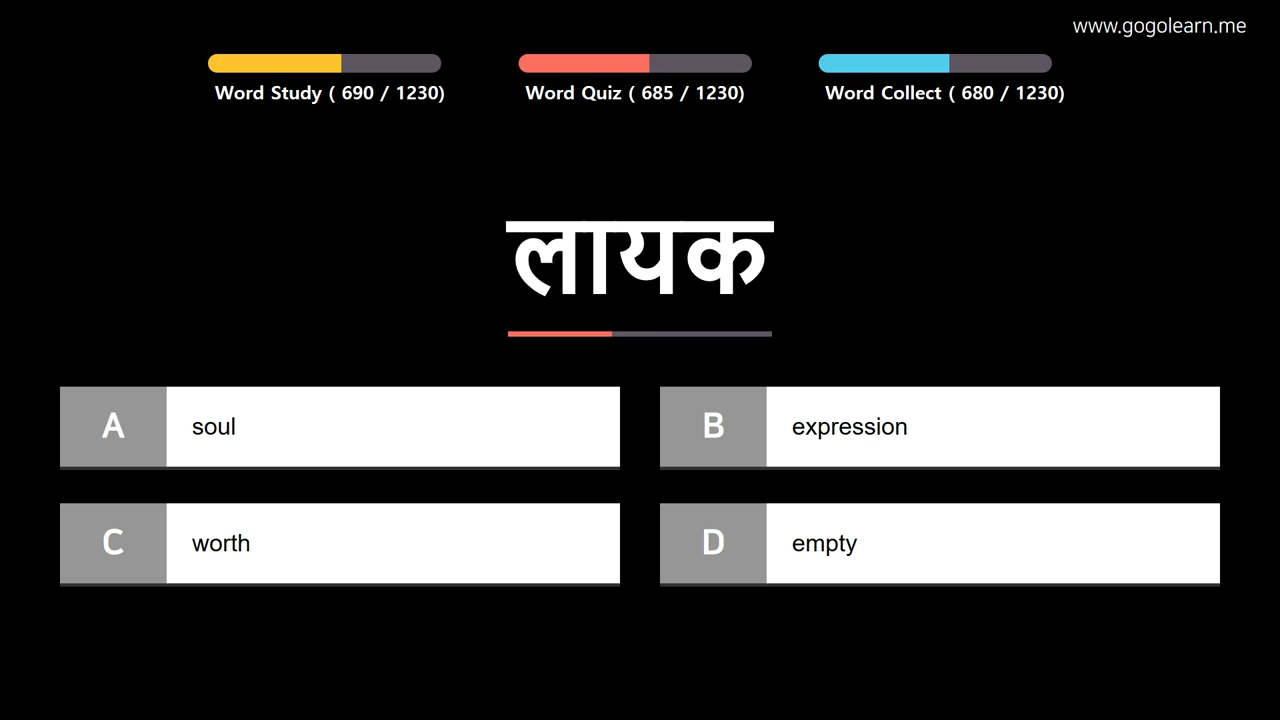 www.gogolearn.me
Word Study ( 690 / 1230)
Word Quiz ( 685 / 1230)
Word Collect ( 680 / 1230)
लायक
A soul
B expression
C worth
D empty